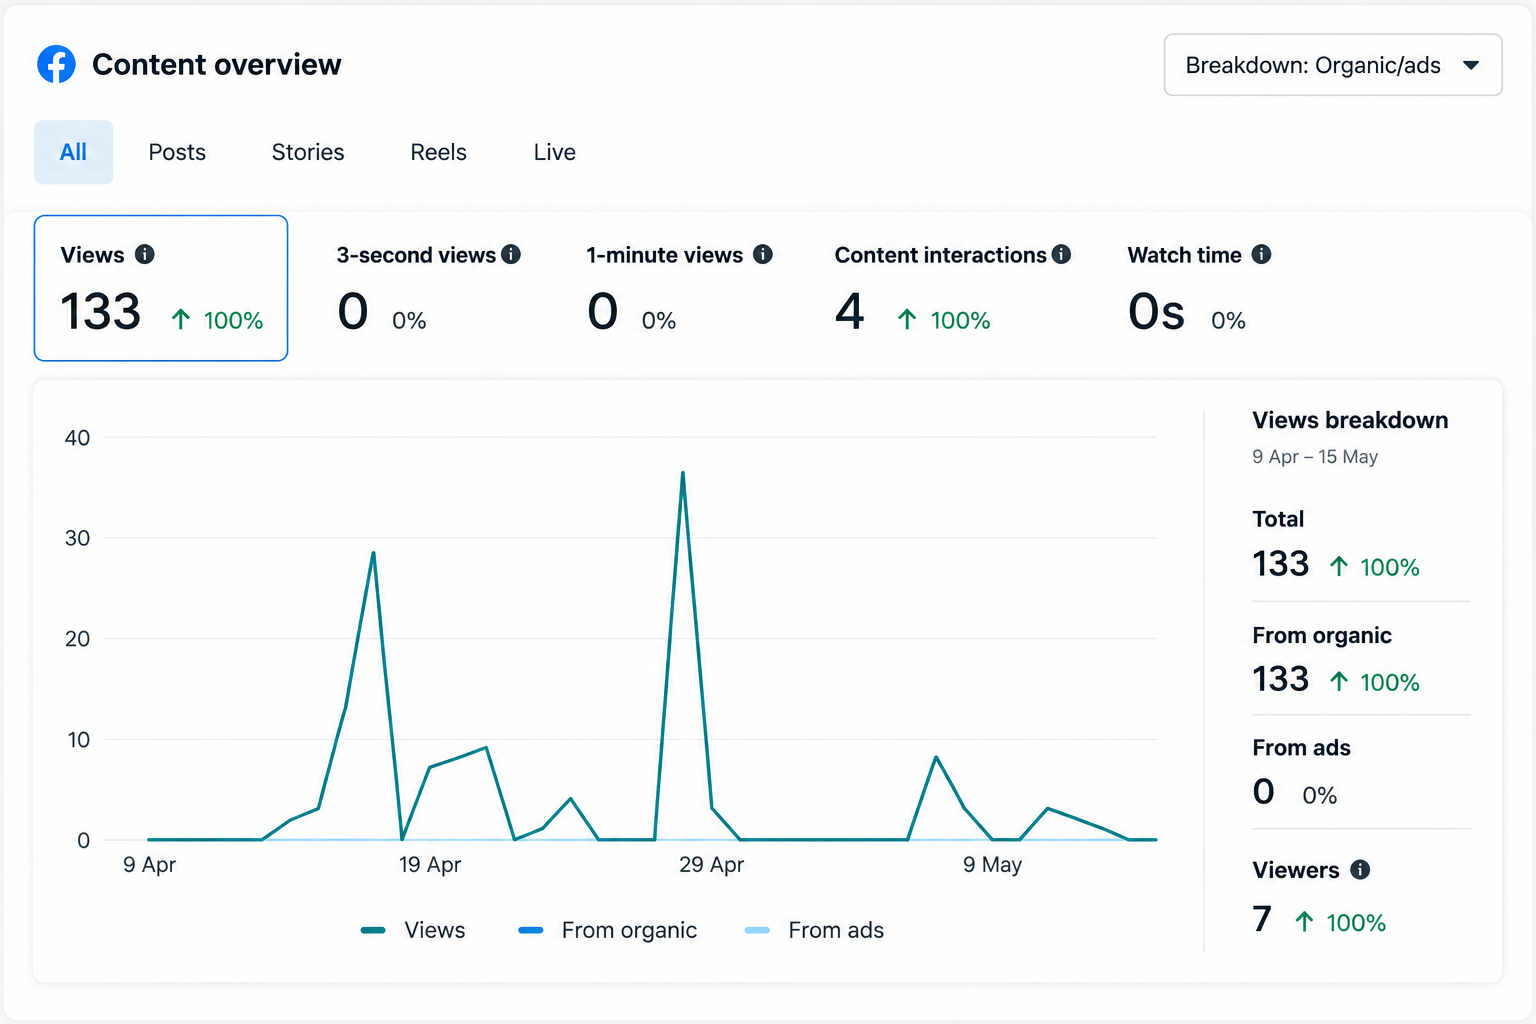 Content overview
Breakdown: Organic/ads
All Posts Stories Reels Live
Views 3-second views 1-minute views Content interactions Watch time
133 ↑ 100% 0 0% 0 0% 4 ↑ 100% 0s 0%
40
30
20
10
0
9 Apr 19 Apr 29 Apr 9 May
Views From organic From ads
Views breakdown
9 Apr – 15 May
Total
133 ↑ 100%
From organic
133 ↑ 100%
From ads
0 0%
Viewers
7 ↑ 100%